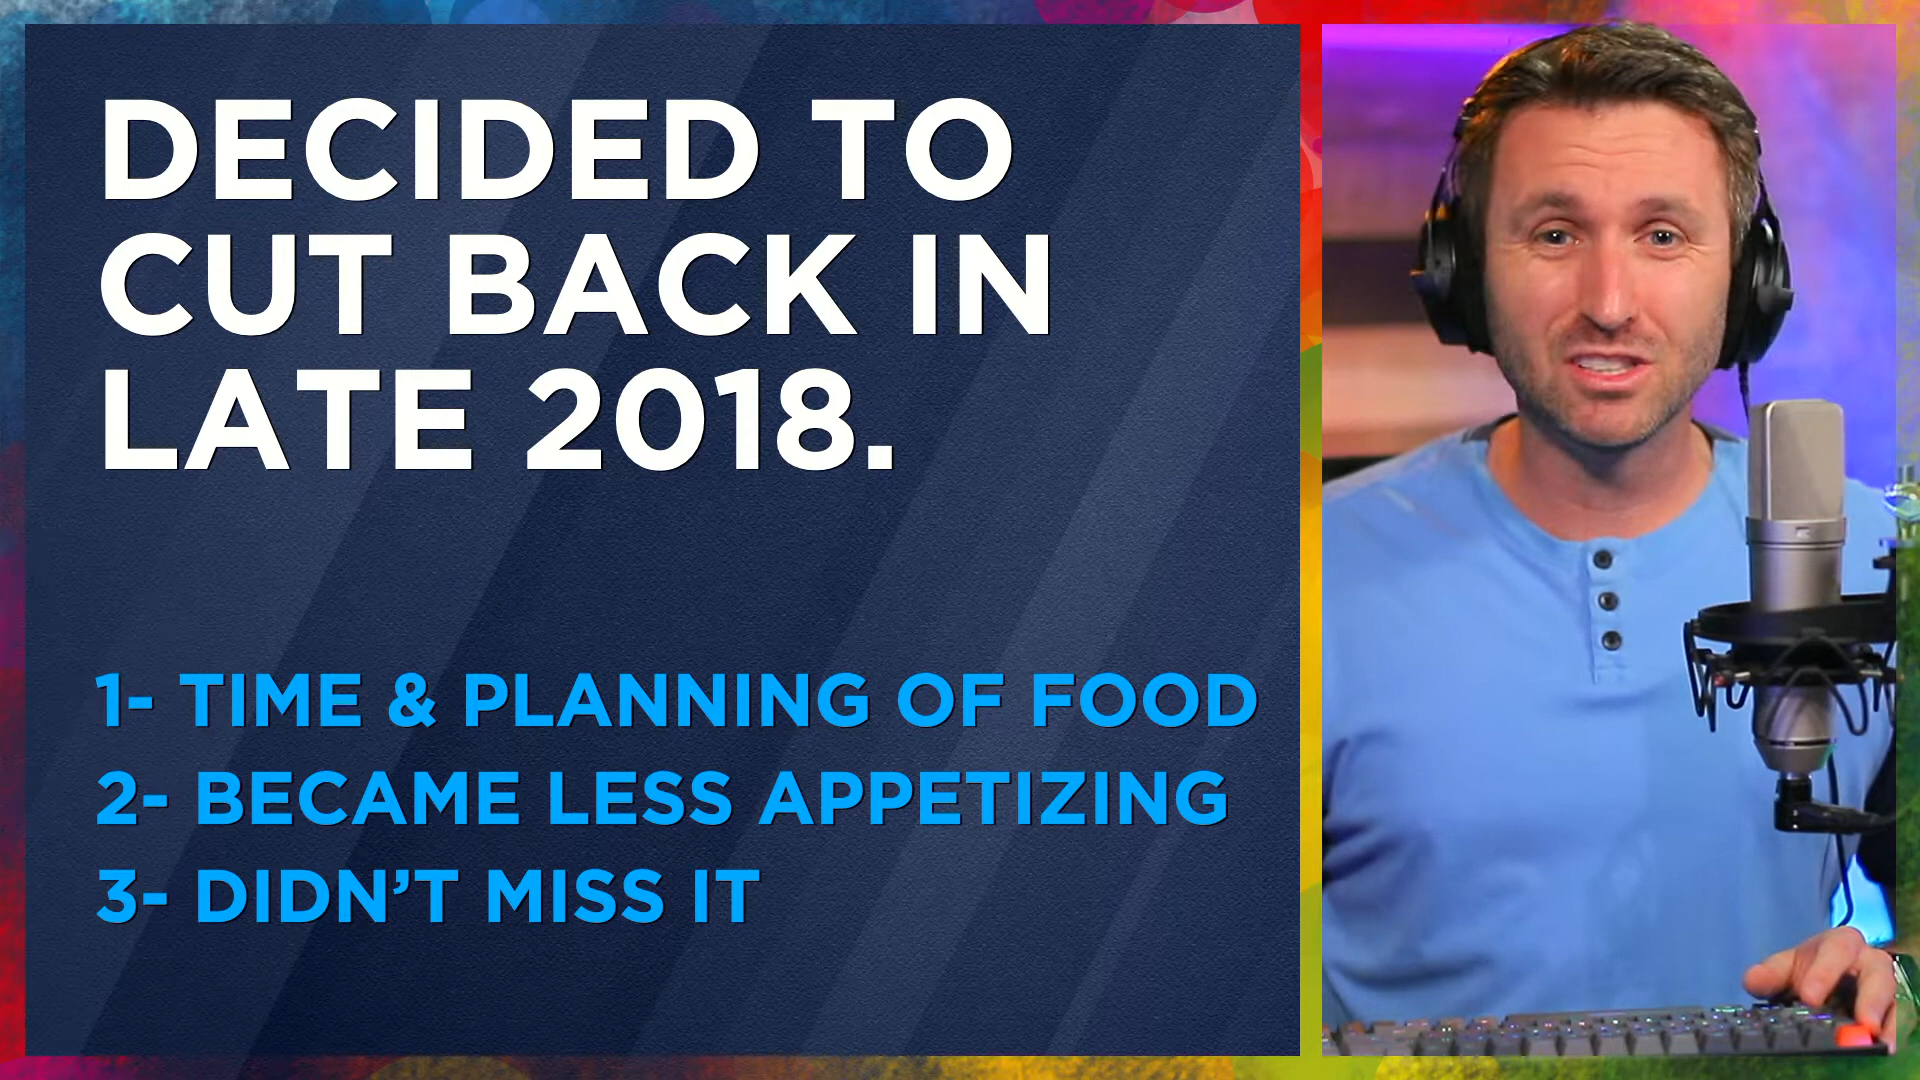 DECIDED TO
CUT BACK IN
LATE 2018.
1- TIME & PLANNING OF FOOD
2- BECAME LESS APPETIZING
3- DIDN’T MISS IT